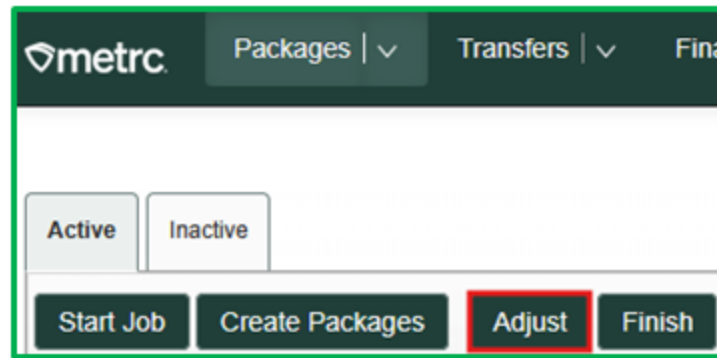 metrc. Packages | Transfers |
Active Inactive
Start Job Create Packages Adjust Finish